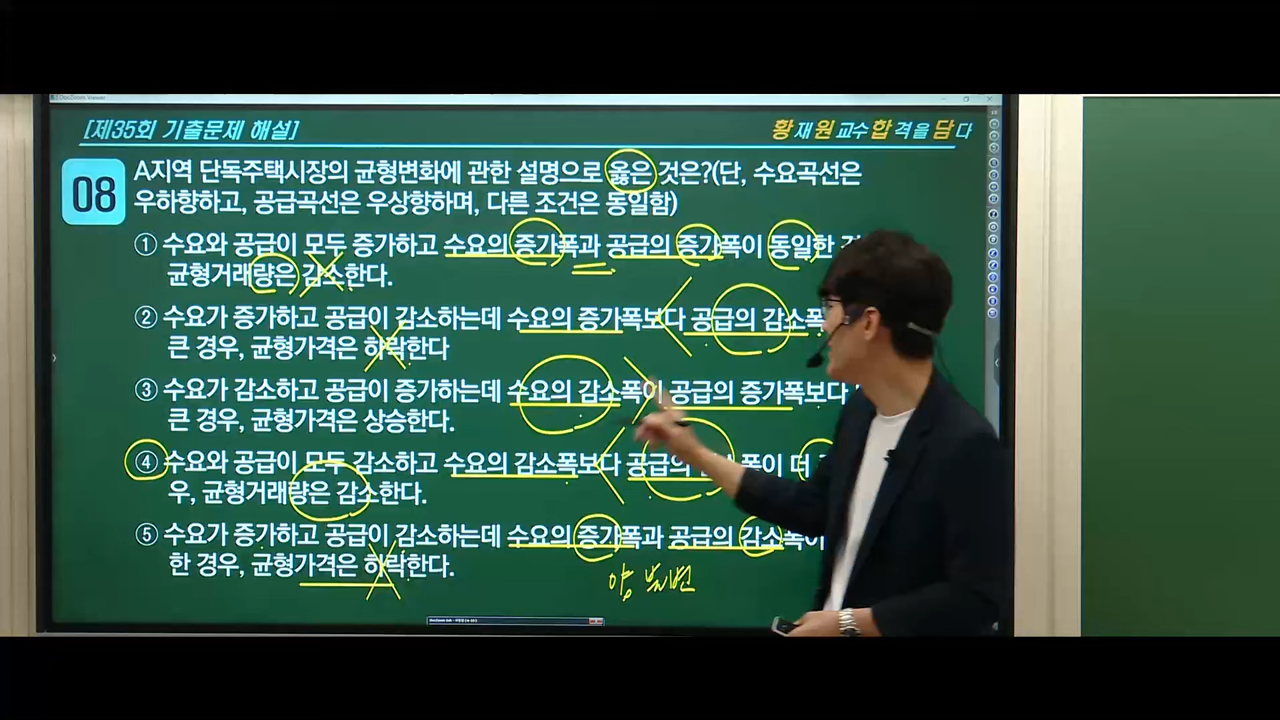 [제35회 기출문제 해설]
황재원교수합격을담다
08
A지역 단독주택시장의 균형변화에 관한 설명으로 옳은 것은?(단, 수요곡선은
우하향하고, 공급곡선은 우상향하며, 다른 조건은 동일함)
① 수요와 공급이 모두 증가하고 수요의 증가폭과 공급의 증가폭이 동일한
균형거래량은 감소한다.
② 수요가 증가하고 공급이 감소하는데 수요의 증가폭보다 공급의 감소폭
큰 경우, 균형가격은 하락한다
③ 수요가 감소하고 공급이 증가하는데 수요의 감소폭이 공급의 증가폭보다
큰 경우, 균형가격은 상승한다.
④ 수요와 공급이 모두 감소하고 수요의 감소폭보다 공급의 감소폭이 더
우, 균형거래량은 감소한다.
⑤ 수요가 증가하고 공급이 감소하는데 수요의 증가폭과 공급의 감소폭이
한 경우, 균형가격은 하락한다.
양 불변